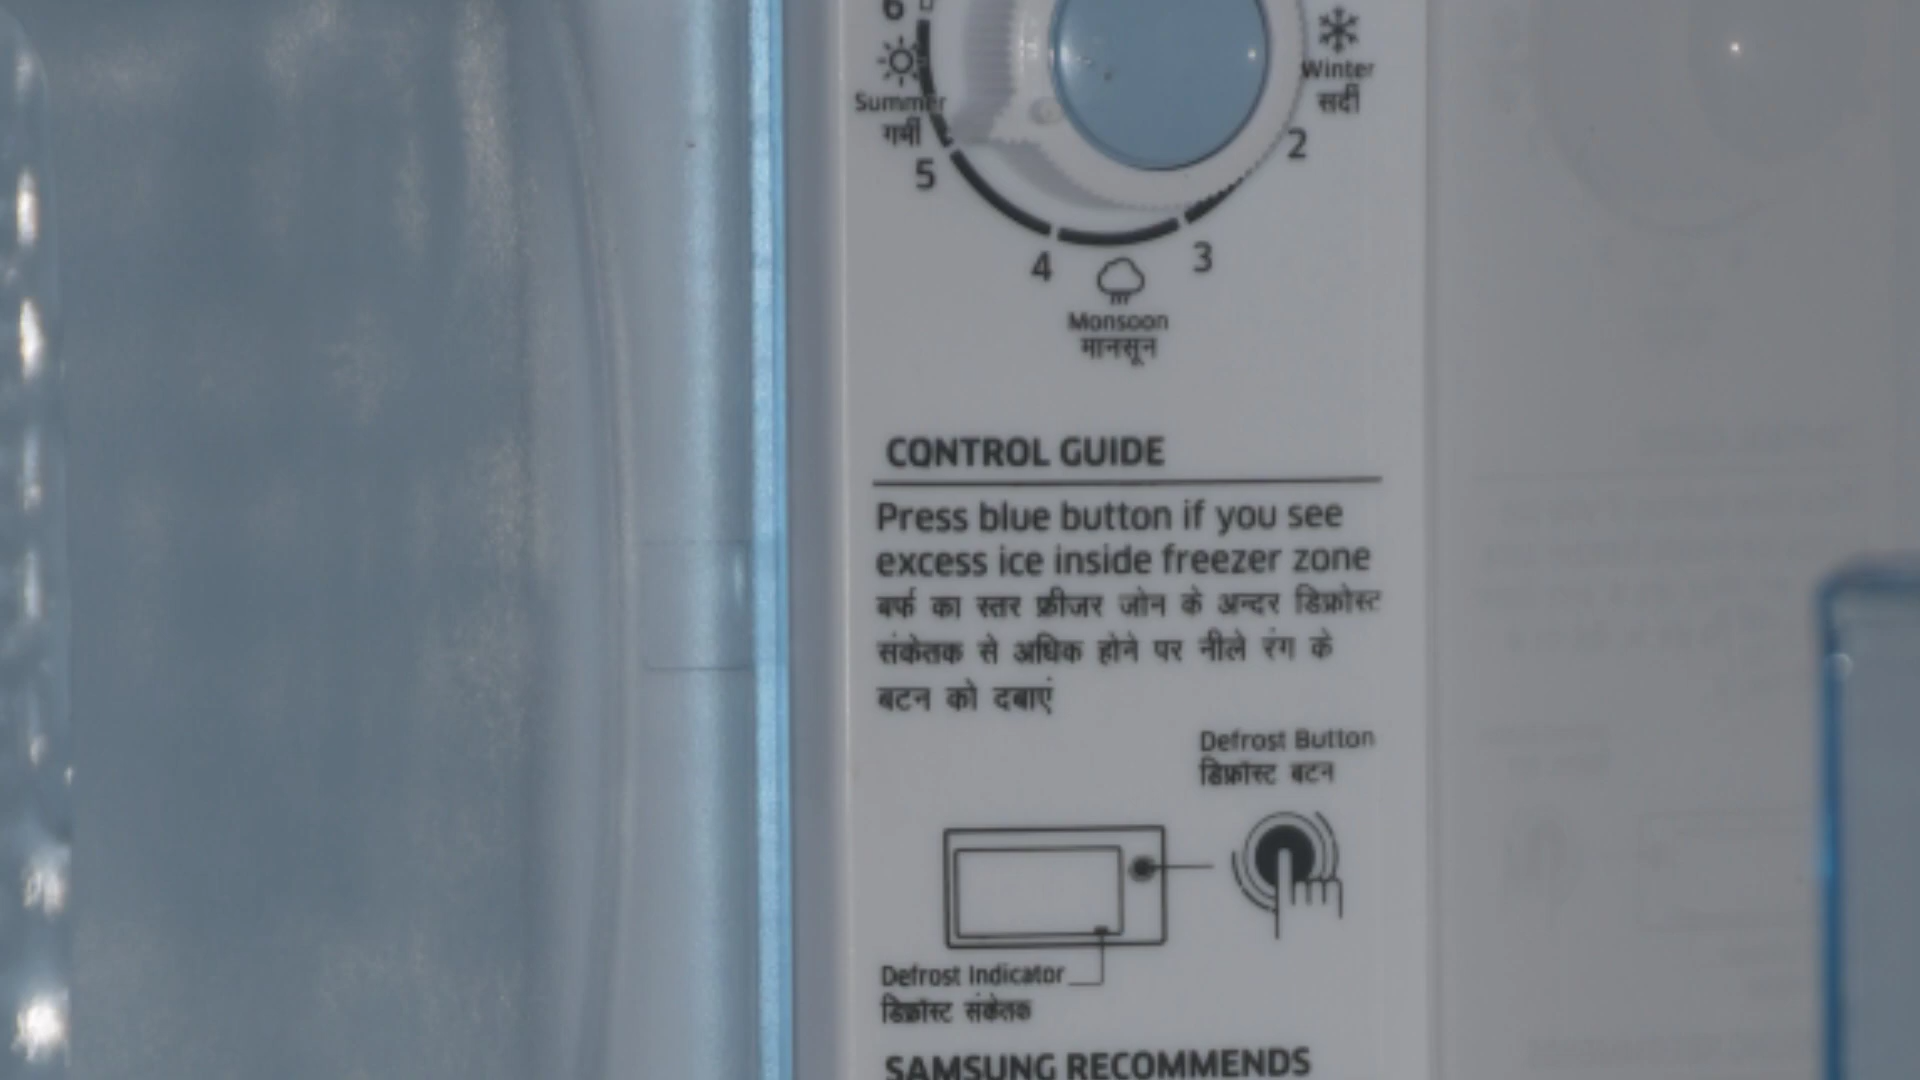 6
Winter
सर्दी
Summer
गर्मी
2
5
4
3
Monsoon
मानसून
CONTROL GUIDE
Press blue button if you see
excess ice inside freezer zone
बर्फ का स्तर फ्रीजर जोन के अन्दर डिफ्रोस्ट
संकेतक से अधिक होने पर नीले रंग के
बटन को दबाएं
Defrost Button
डिफ्रोस्ट बटन
Defrost Indicator
डिफ्रोस्ट संकेतक
SAMSUNG RECOMMENDS